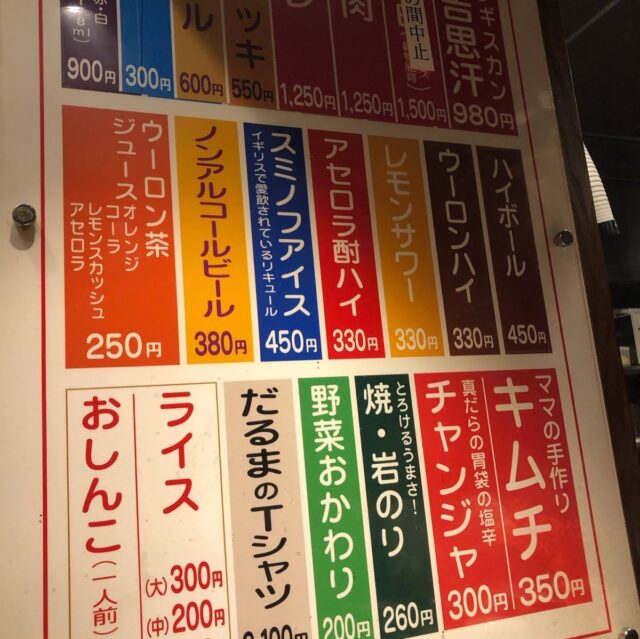 ギスカン
吉思汗
980円
1,500円
お間中止
肉
1,250円
1,250円
ッキ
550円
ル
600円
300円
赤・白
900円
ハイボール
450円
ウーロンハイ
330円
レモンサワー
330円
アセロラ酎ハイ
330円
スミノフアイス
イギリスで愛飲されているリキュール
450円
ノンアルコールビール
380円
ウーロン茶
ジュース オレンジ
コーラ
レモンスカッシュ
アセロラ
250円
ママの手作り
キムチ
350円
真だらの胃袋の塩辛
チャンジャ
300円
とろけるうまさ!
焼・岩のり
260円
野菜おかわり
200円
だるまのTシャツ
ライス
(大)300円
(中)200円
おしんこ(一人前)